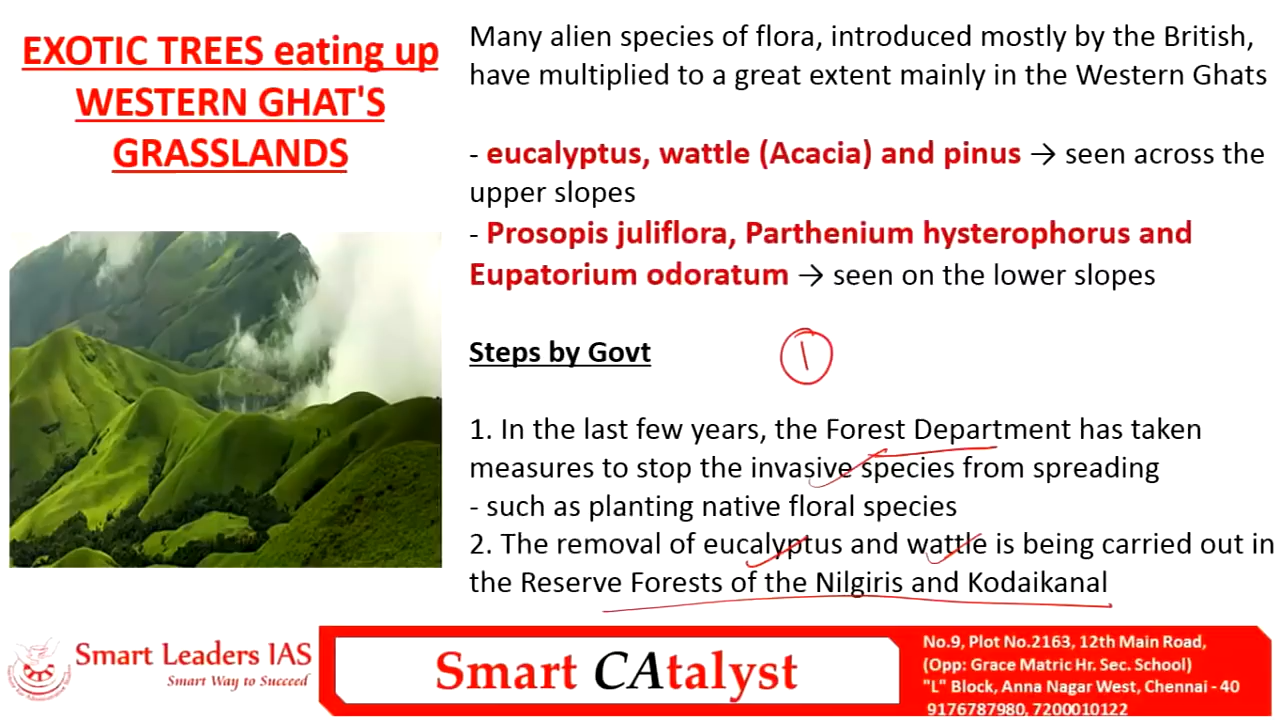 EXOTIC TREES eating up
WESTERN GHAT'S
GRASSLANDS
Many alien species of flora, introduced mostly by the British,
have multiplied to a great extent mainly in the Western Ghats
- eucalyptus, wattle (Acacia) and pinus → seen across the
upper slopes
- Prosopis juliflora, Parthenium hysterophorus and
Eupatorium odoratum → seen on the lower slopes
Steps by Govt
1
1. In the last few years, the Forest Department has taken
measures to stop the invasive species from spreading
- such as planting native floral species
2. The removal of eucalyptus and wattle is being carried out in
the Reserve Forests of the Nilgiris and Kodaikanal
Smart Leaders IAS
Smart Way to Succeed
Smart CAtalyst
No.9, Plot No.2163, 12th Main Road,
(Opp: Grace Matric Hr. Sec. School)
"L" Block, Anna Nagar West, Chennai - 40
9176787980, 7200010122